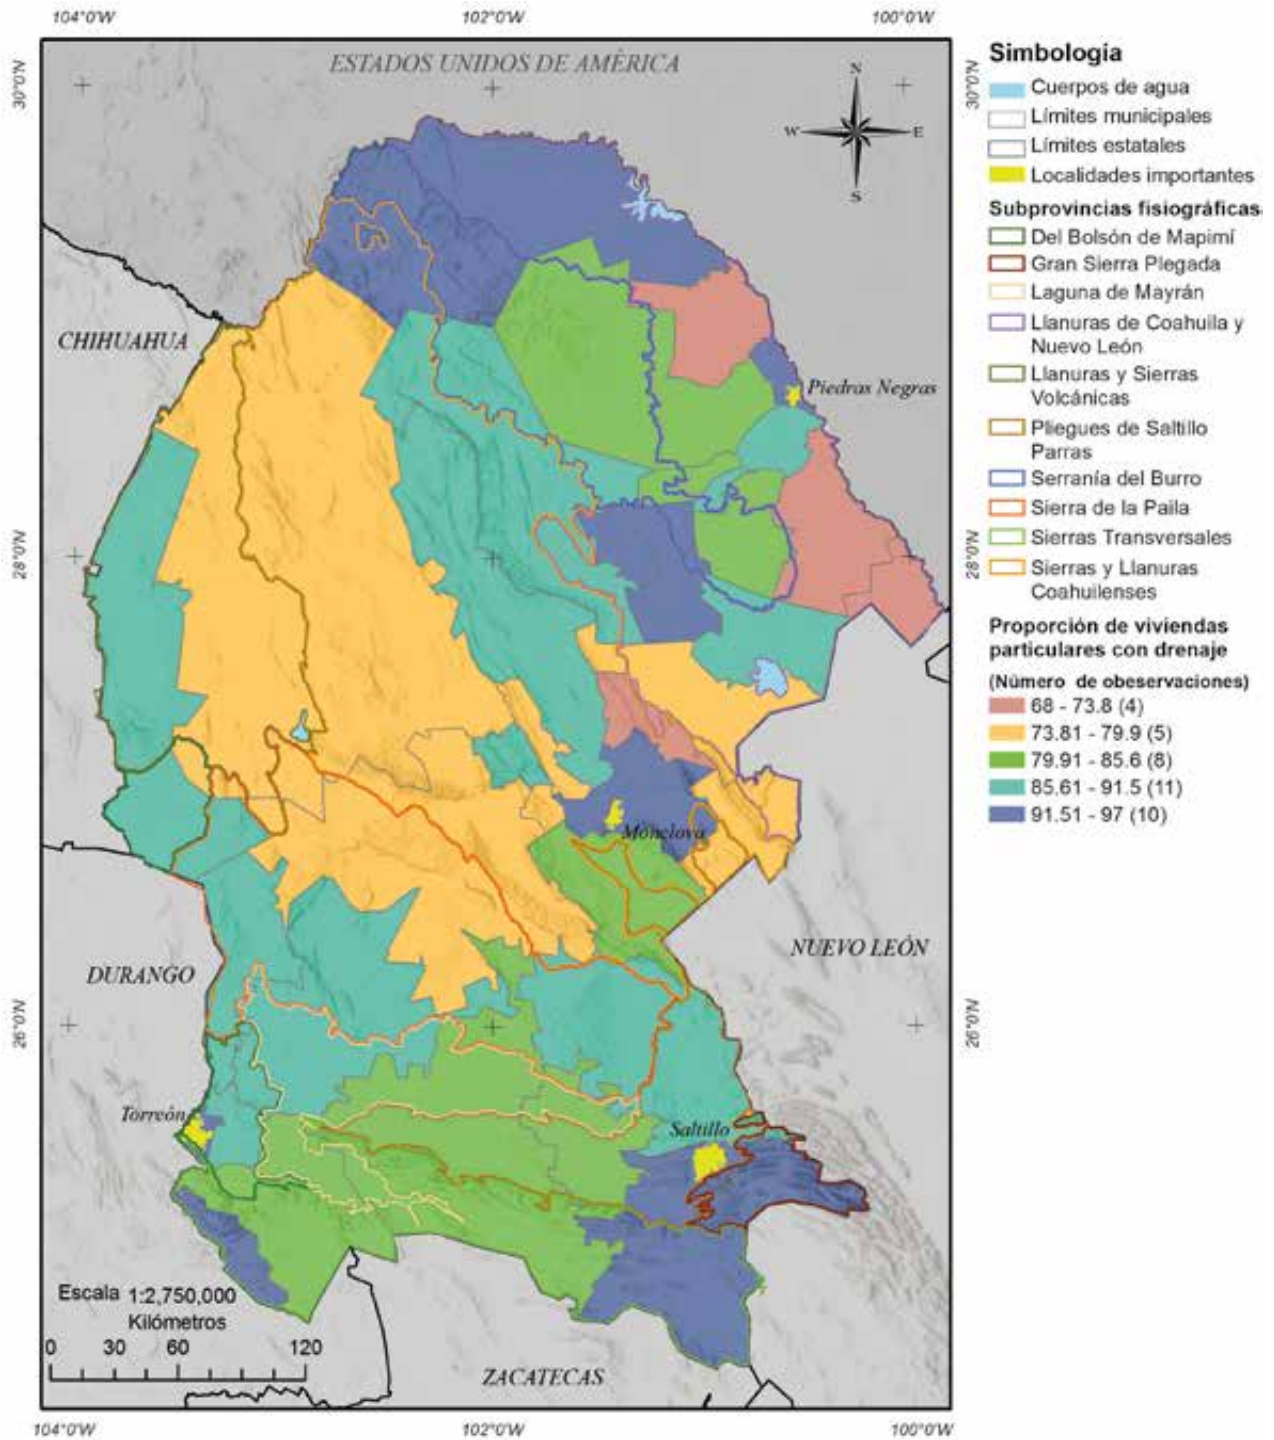 104°0'W 102°0'W 100°0'W
30°0'N
30°0'N
28°0'N
28°0'N
26°0'N
26°0'N
ESTADOS UNIDOS DE AMÉRICA
N
W E
S
CHIHUAHUA
Piedras Negras
Monclova
NUEVO LEÓN
DURANGO
Torreón
Saltillo
Escala 1:2,750,000
Kilómetros
0 30 60 120
ZACATECAS
104°0'W 102°0'W 100°0'W
Simbología
Cuerpos de agua
Límites municipales
Límites estatales
Localidades importantes
Subprovincias fisiográficas
Del Bolsón de Mapimí
Gran Sierra Plegada
Laguna de Mayrán
Llanuras de Coahuila y
Nuevo León
Llanuras y Sierras
Volcánicas
Pliegues de Saltillo
Parras
Serranía del Burro
Sierra de la Paila
Sierras Transversales
Sierras y Llanuras
Coahuilenses
Proporción de viviendas
particulares con drenaje
(Número de obeservaciones)
68 - 73.8 (4)
73.81 - 79.9 (5)
79.91 - 85.6 (8)
85.61 - 91.5 (11)
91.51 - 97 (10)